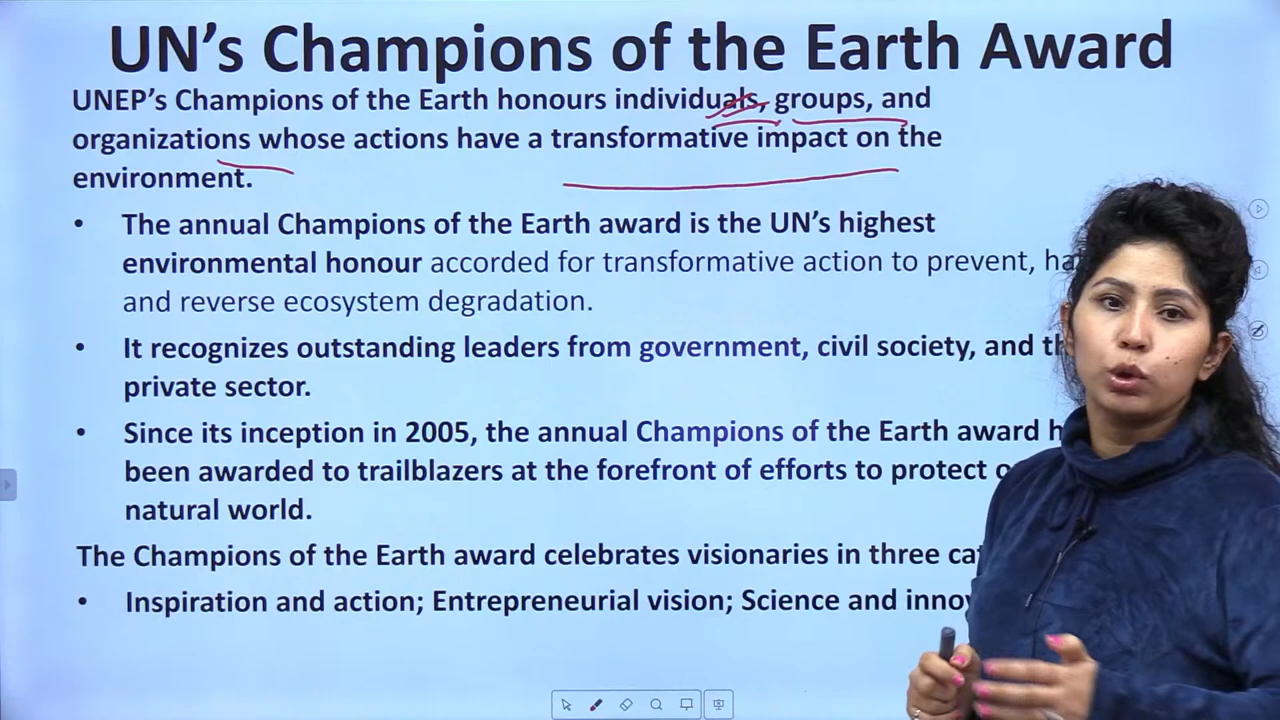 UN's Champions of the Earth Award
UNEP's Champions of the Earth honours individuals, groups, and
organizations whose actions have a transformative impact on the
environment.
• The annual Champions of the Earth award is the UN's highest
environmental honour accorded for transformative action to prevent,
and reverse ecosystem degradation.
• It recognizes outstanding leaders from government, civil society, and
private sector.
• Since its inception in 2005, the annual Champions of the Earth award
been awarded to trailblazers at the forefront of efforts to protect
natural world.
The Champions of the Earth award celebrates visionaries in three
• Inspiration and action; Entrepreneurial vision; Science and